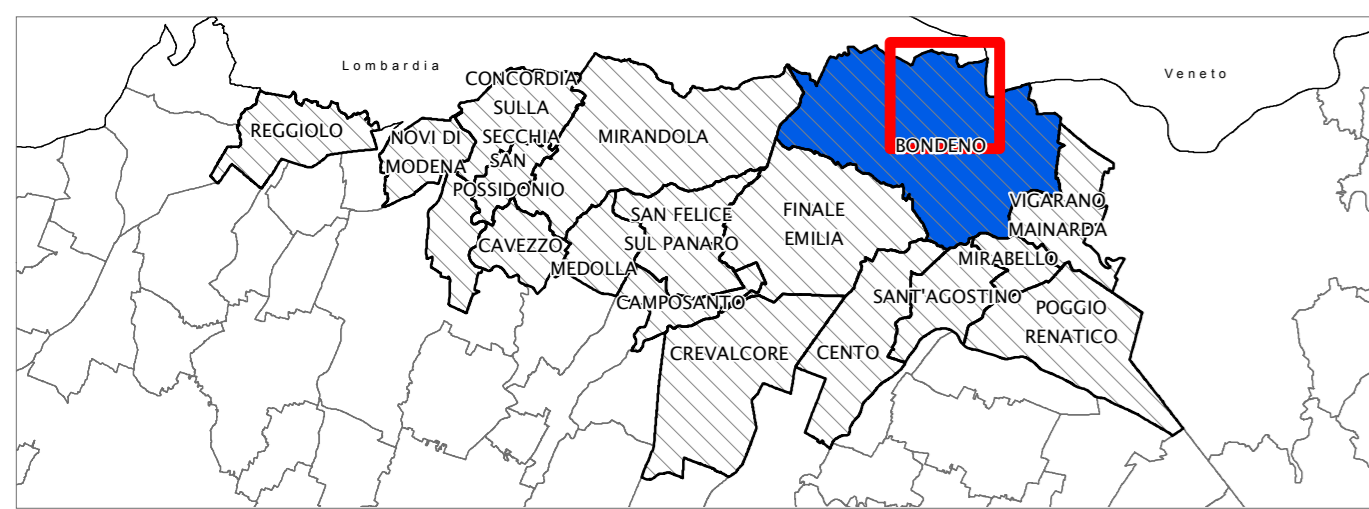 Lombardia
Veneto
CONCORDIA
SULLA
SECCHIA
REGGIOLO
NOVI DI
MODENA
MIRANDOLA
BONDENO
SAN
POSSIDONIO
VIGARANO
MAINARDA
SAN FELICE
SUL PANARO
FINALE
EMILIA
CAVEZZO
MEDOLLA
MIRABELLO
CAMPOSANTO
SANT'AGOSTINO
POGGIO
RENATICO
CREVALCORE
CENTO